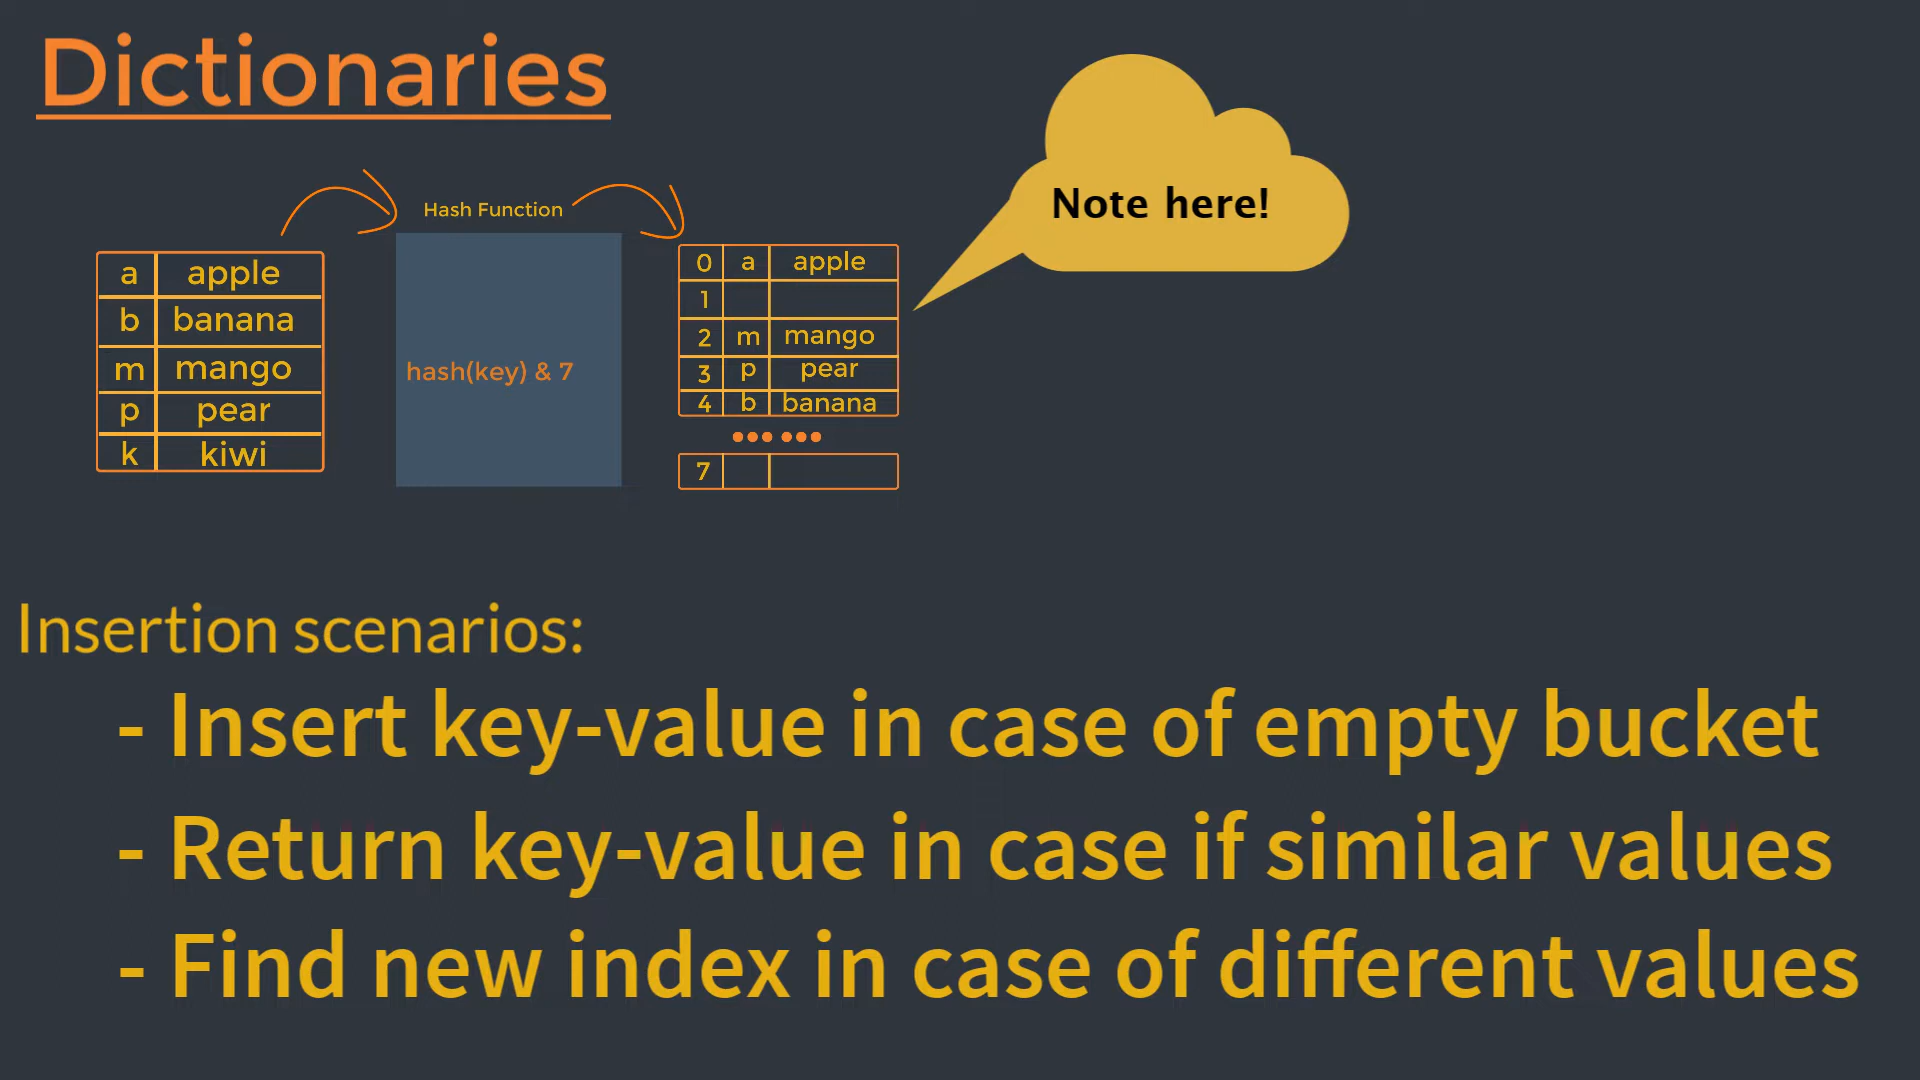 Dictionaries
Note here!
Hash Function
a apple
b banana
m mango
p pear
k kiwi
hash(key) & 7
0 a apple
1
2 m mango
3 p pear
4 b banana
7
Insertion scenarios:
- Insert key-value in case of empty bucket
- Return key-value in case if similar values
- Find new index in case of different values